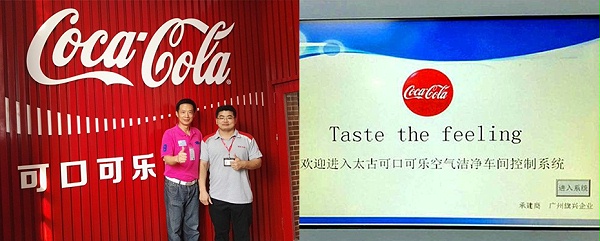 Coca-Cola
可口可乐
Coca-Cola
Taste the feeling
欢迎进入太古可口可乐空气洁净车间控制系统
进入系统
承建商 广州旋兴企业